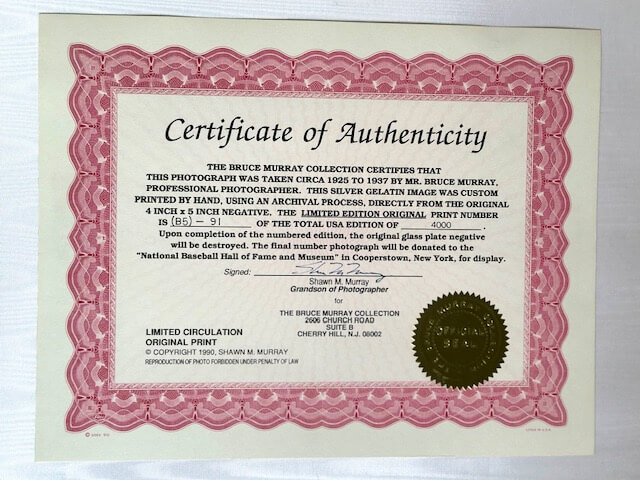 Certificate of Authenticity
THE BRUCE MURRAY COLLECTION CERTIFIES THAT
THIS PHOTOGRAPH WAS TAKEN CIRCA 1925 TO 1937 BY MR. BRUCE MURRAY,
PROFESSIONAL PHOTOGRAPHER. THIS SILVER GELATIN IMAGE WAS CUSTOM
PRINTED BY HAND, USING AN ARCHIVAL PROCESS, DIRECTLY FROM THE ORIGINAL
4 INCH x 5 INCH NEGATIVE. THE LIMITED EDITION ORIGINAL PRINT NUMBER
IS (B5) - 91 OF THE TOTAL USA EDITION OF 4000.
Upon completion of the numbered edition, the original glass plate negative
will be destroyed. The final number photograph will be donated to the
"National Baseball Hall of Fame and Museum" in Cooperstown, New York, for display.
Signed:
Shawn M. Murray
Grandson of Photographer
for
THE BRUCE MURRAY COLLECTION
2606 CHURCH ROAD
SUITE B
CHERRY HILL, N.J. 08002
LIMITED CIRCULATION
ORIGINAL PRINT
© COPYRIGHT 1990, SHAWN M. MURRAY
REPRODUCTION OF PHOTO FORBIDDEN UNDER PENALTY OF LAW
OFFICIAL
SEAL